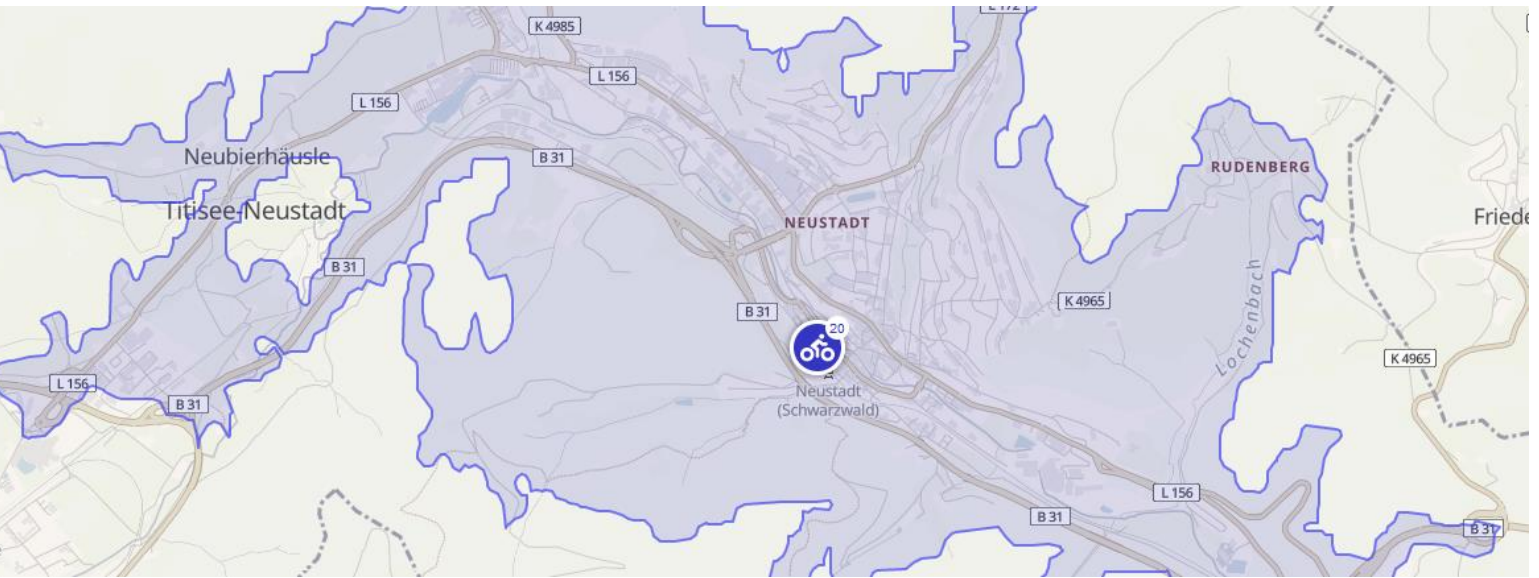 L 172
K 4985
L 156
L 156
B 31
Neubierhäusle
RUDENBERG
Titisee-Neustadt
NEUSTADT
B 31
K 4965
B 31
Lochenbach
20
K 4965
L 156
B 31
Neustadt
(Schwarzwald)
L 156
B 31
B 31